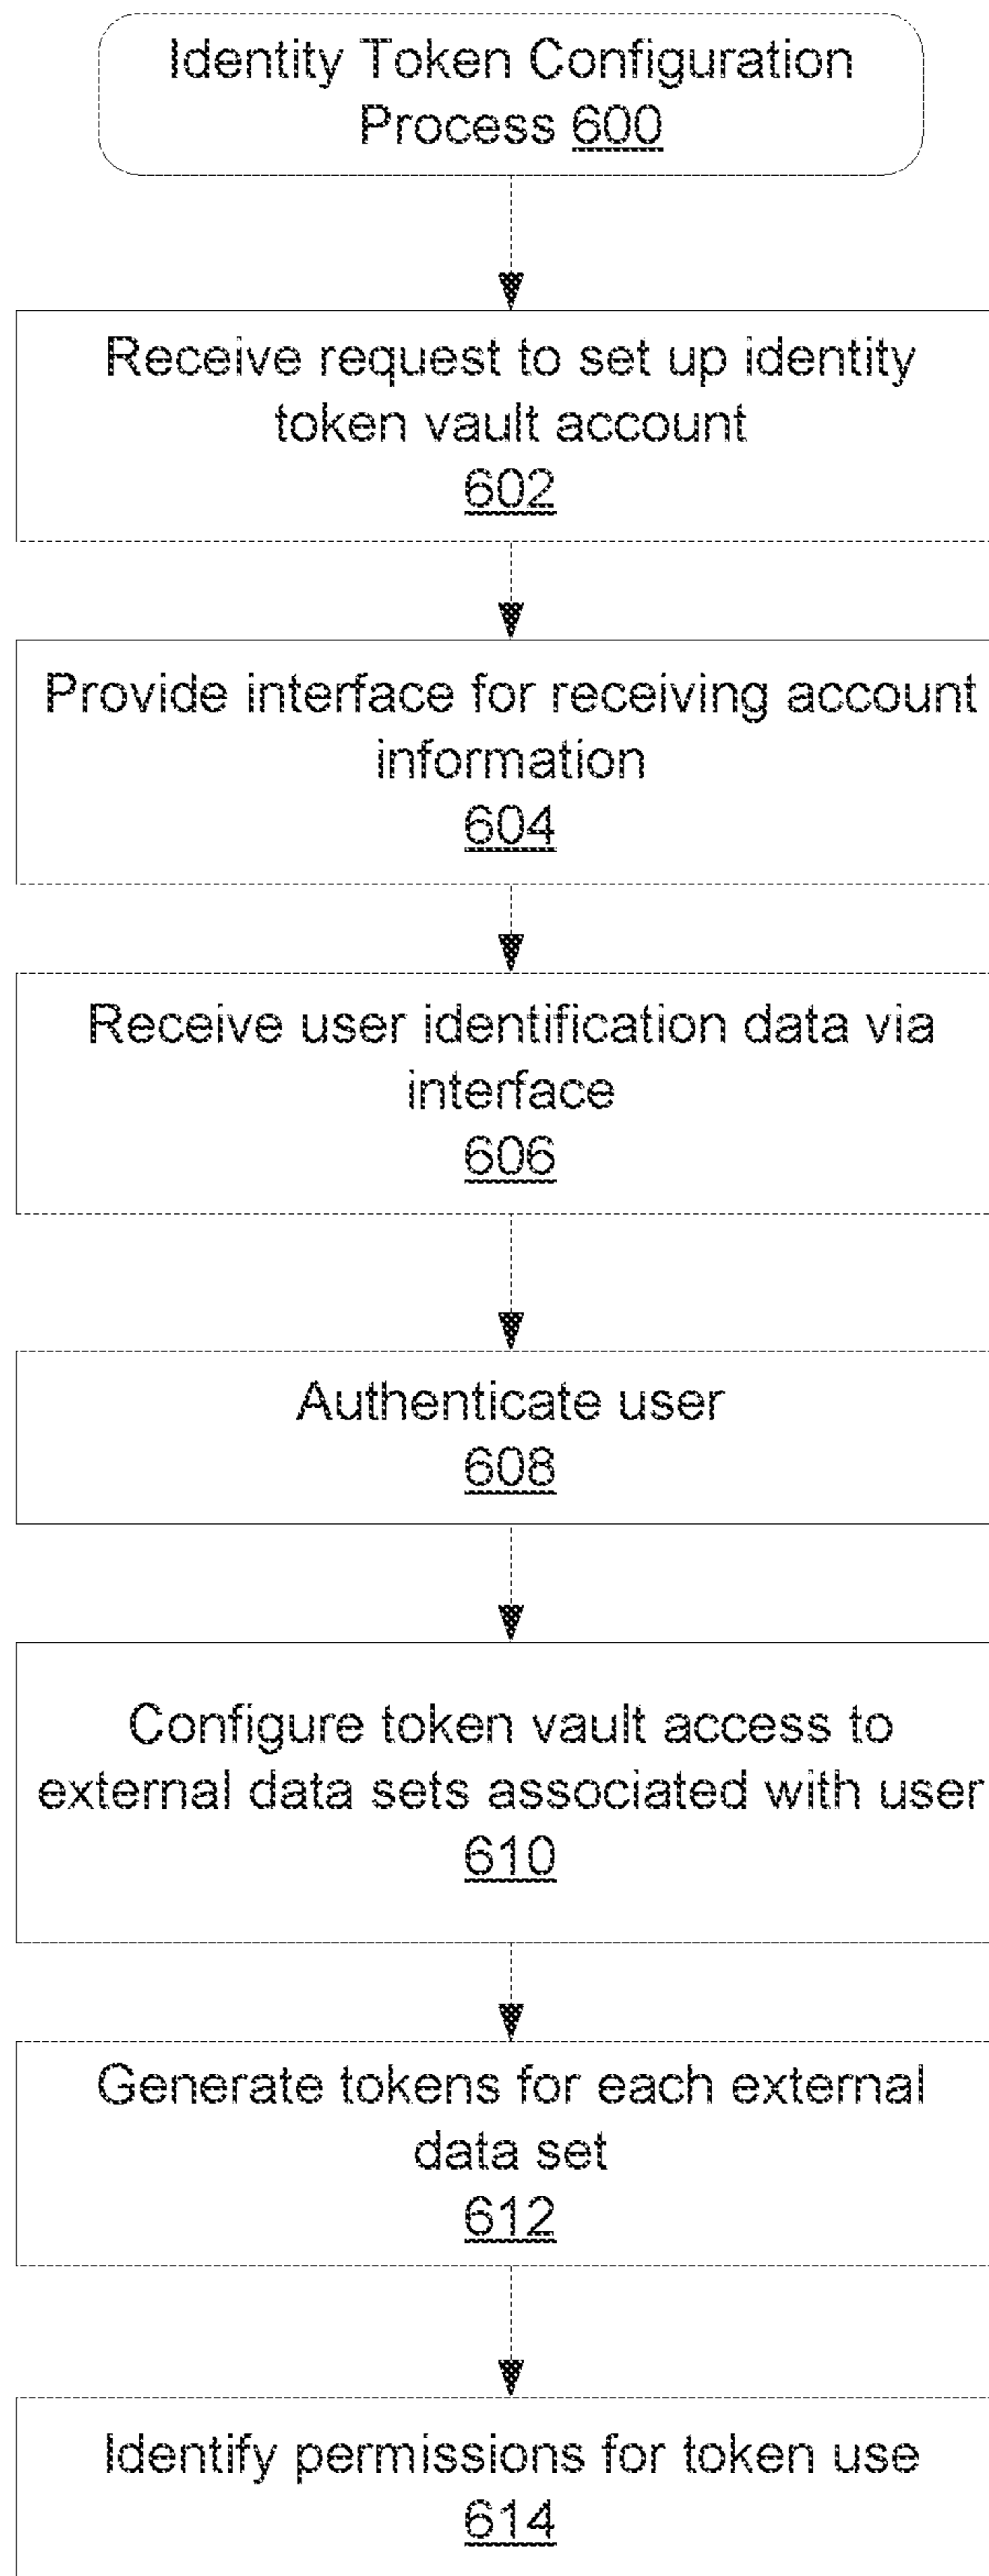 Identity Token Configuration
Process 600
Receive request to set up identity
token vault account
602
Provide interface for receiving account
information
604
Receive user identification data via
interface
606
Authenticate user
608
Configure token vault access to
external data sets associated with user
610
Generate tokens for each external
data set
612
Identify permissions for token use
614